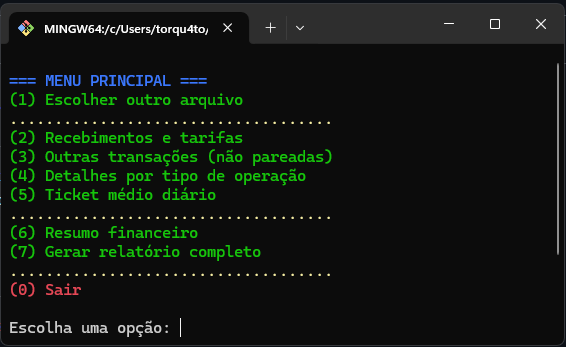 MINGW64:/c/Users/torqu4to/
=== MENU PRINCIPAL ===
(1) Escolher outro arquivo
....................................
(2) Recebimentos e tarifas
(3) Outras transações (não pareadas)
(4) Detalhes por tipo de operação
(5) Ticket médio diário
....................................
(6) Resumo financeiro
(7) Gerar relatório completo
....................................
(0) Sair
Escolha uma opção: